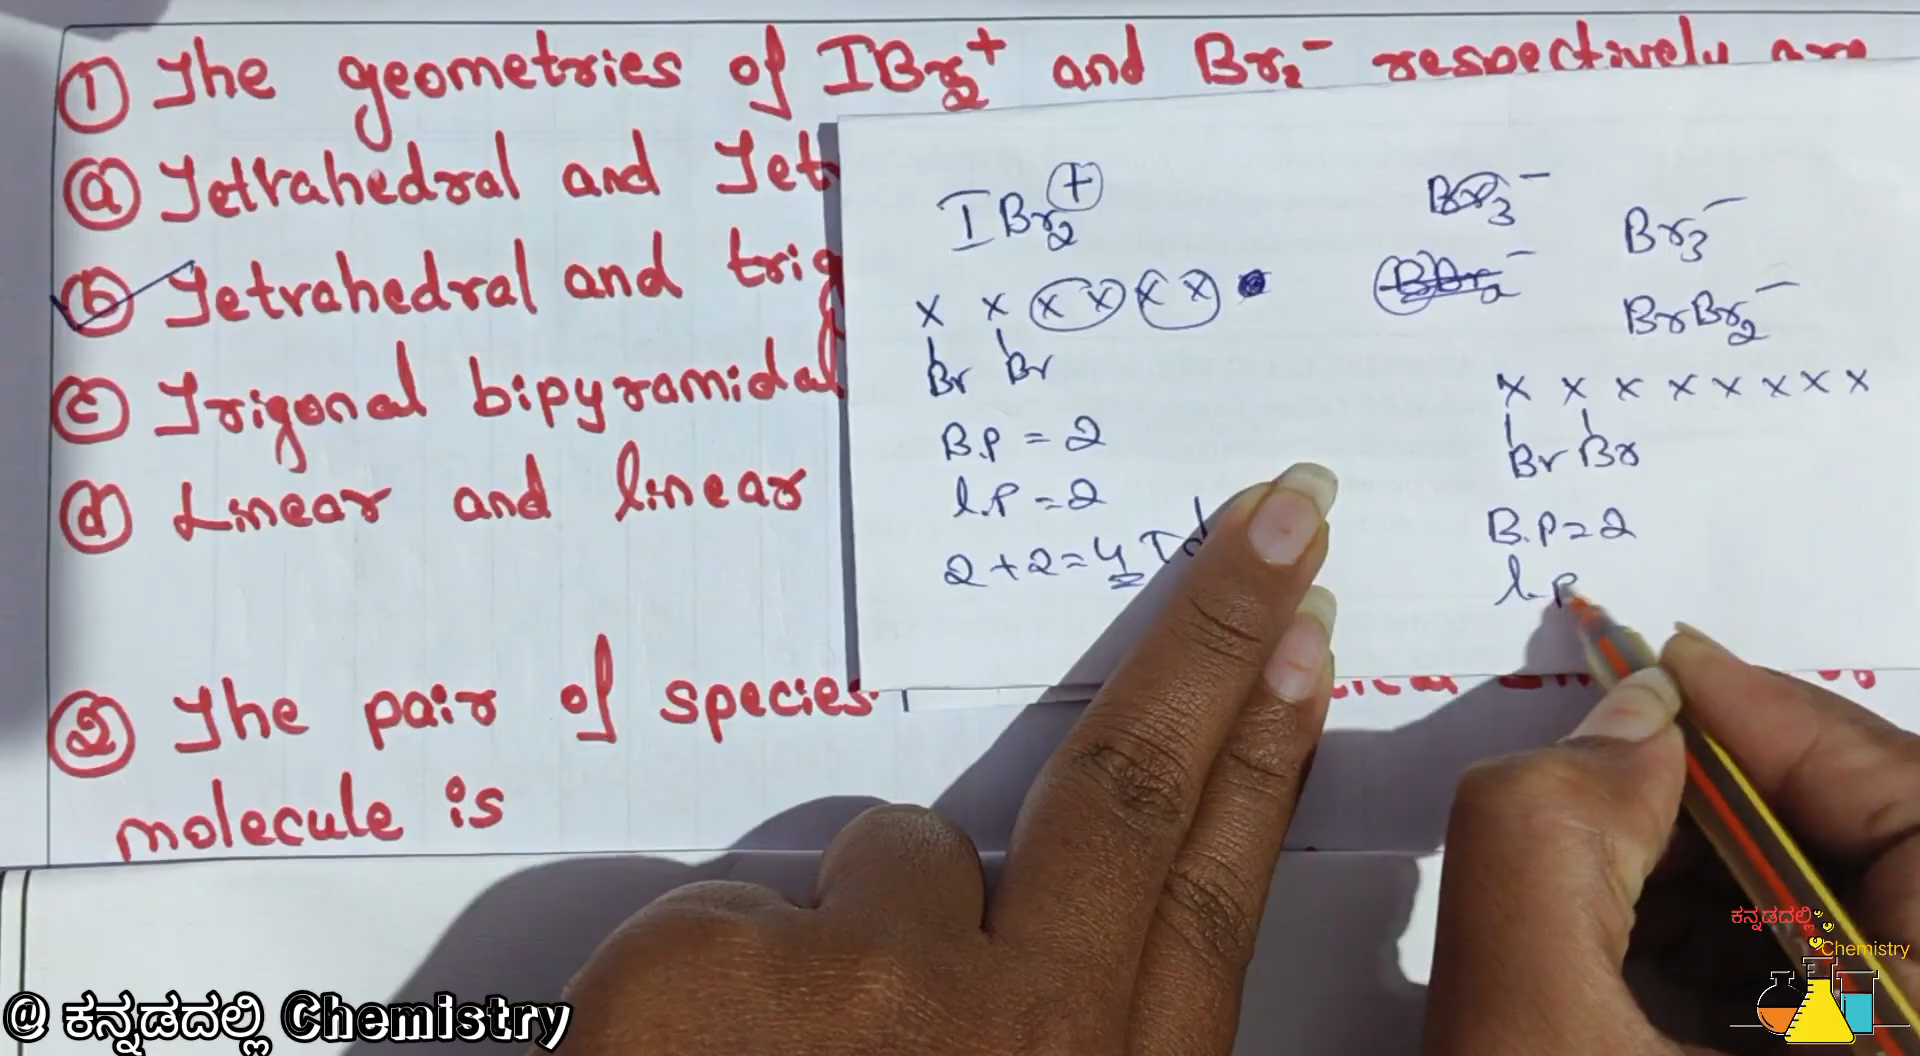 ① The geometries of IBr₂⁺ and Br₂⁻ respectively are
ⓐ Tetrahedral and Tet
ⓑ Tetrahedral and trig
ⓒ Trigonal bipyramidal
ⓓ Linear and linear
② The pair of species
molecule is
IBr₂⁺
x x x x x x
Br Br
B.P = 2
l.P = 2
2+2=4
Br₃⁻
Br₃⁻
BrBr₂⁻
x x x x x x x x
Br Br
B.P=2
l.P
@ ಕನ್ನಡದಲ್ಲಿ Chemistry
ಕನ್ನಡದಲ್ಲಿ
Chemistry